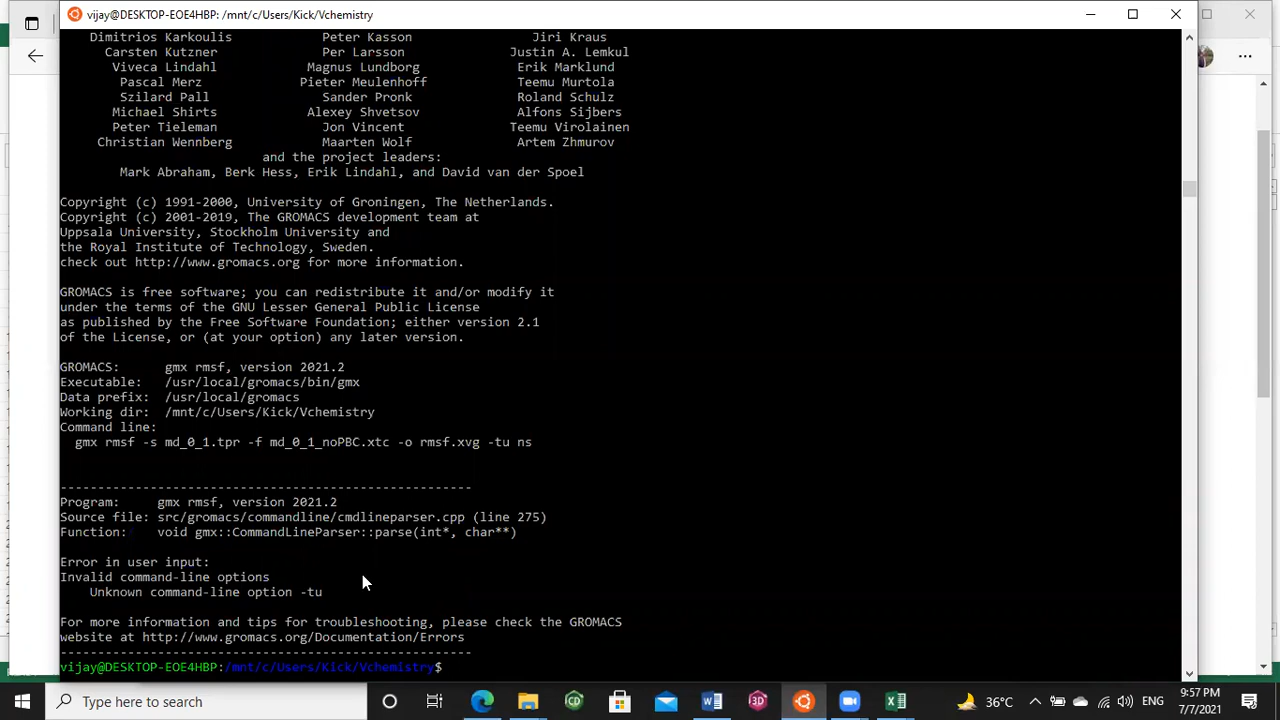 vijay@DESKTOP-EOE4HBP: /mnt/c/Users/Kick/Vchemistry
Dimitrios Karkoulis Peter Kasson Jiri Kraus
Carsten Kutzner Per Larsson Justin A. Lemkul
Viveca Lindahl Magnus Lundborg Erik Marklund
Pascal Merz Pieter Meulenhoff Teemu Murtola
Szilard Pall Sander Pronk Roland Schulz
Michael Shirts Alexey Shvetsov Alfons Sijbers
Peter Tieleman Jon Vincent Teemu Virolainen
Christian Wennberg Maarten Wolf Artem Zhmurov
and the project leaders:
Mark Abraham, Berk Hess, Erik Lindahl, and David van der Spoel
Copyright (c) 1991-2000, University of Groningen, The Netherlands.
Copyright (c) 2001-2019, The GROMACS development team at
Uppsala University, Stockholm University and
the Royal Institute of Technology, Sweden.
check out http://www.gromacs.org for more information.
GROMACS is free software; you can redistribute it and/or modify it
under the terms of the GNU Lesser General Public License
as published by the Free Software Foundation; either version 2.1
of the License, or (at your option) any later version.
GROMACS: gmx rmsf, version 2021.2
Executable: /usr/local/gromacs/bin/gmx
Data prefix: /usr/local/gromacs
Working dir: /mnt/c/Users/Kick/Vchemistry
Command line:
gmx rmsf -s md_0_1.tpr -f md_0_1_noPBC.xtc -o rmsf.xvg -tu ns
-------------------------------------------------------
Program: gmx rmsf, version 2021.2
Source file: src/gromacs/commandline/cmdlineparser.cpp (line 275)
Function: void gmx::CommandLineParser::parse(int*, char**)
Error in user input:
Invalid command-line options
Unknown command-line option -tu
For more information and tips for troubleshooting, please check the GROMACS
website at http://www.gromacs.org/Documentation/Errors
-------------------------------------------------------
vijay@DESKTOP-EOE4HBP:/mnt/c/Users/Kick/Vchemistry$
Type here to search
36°C
ENG
9:57 PM
7/7/2021